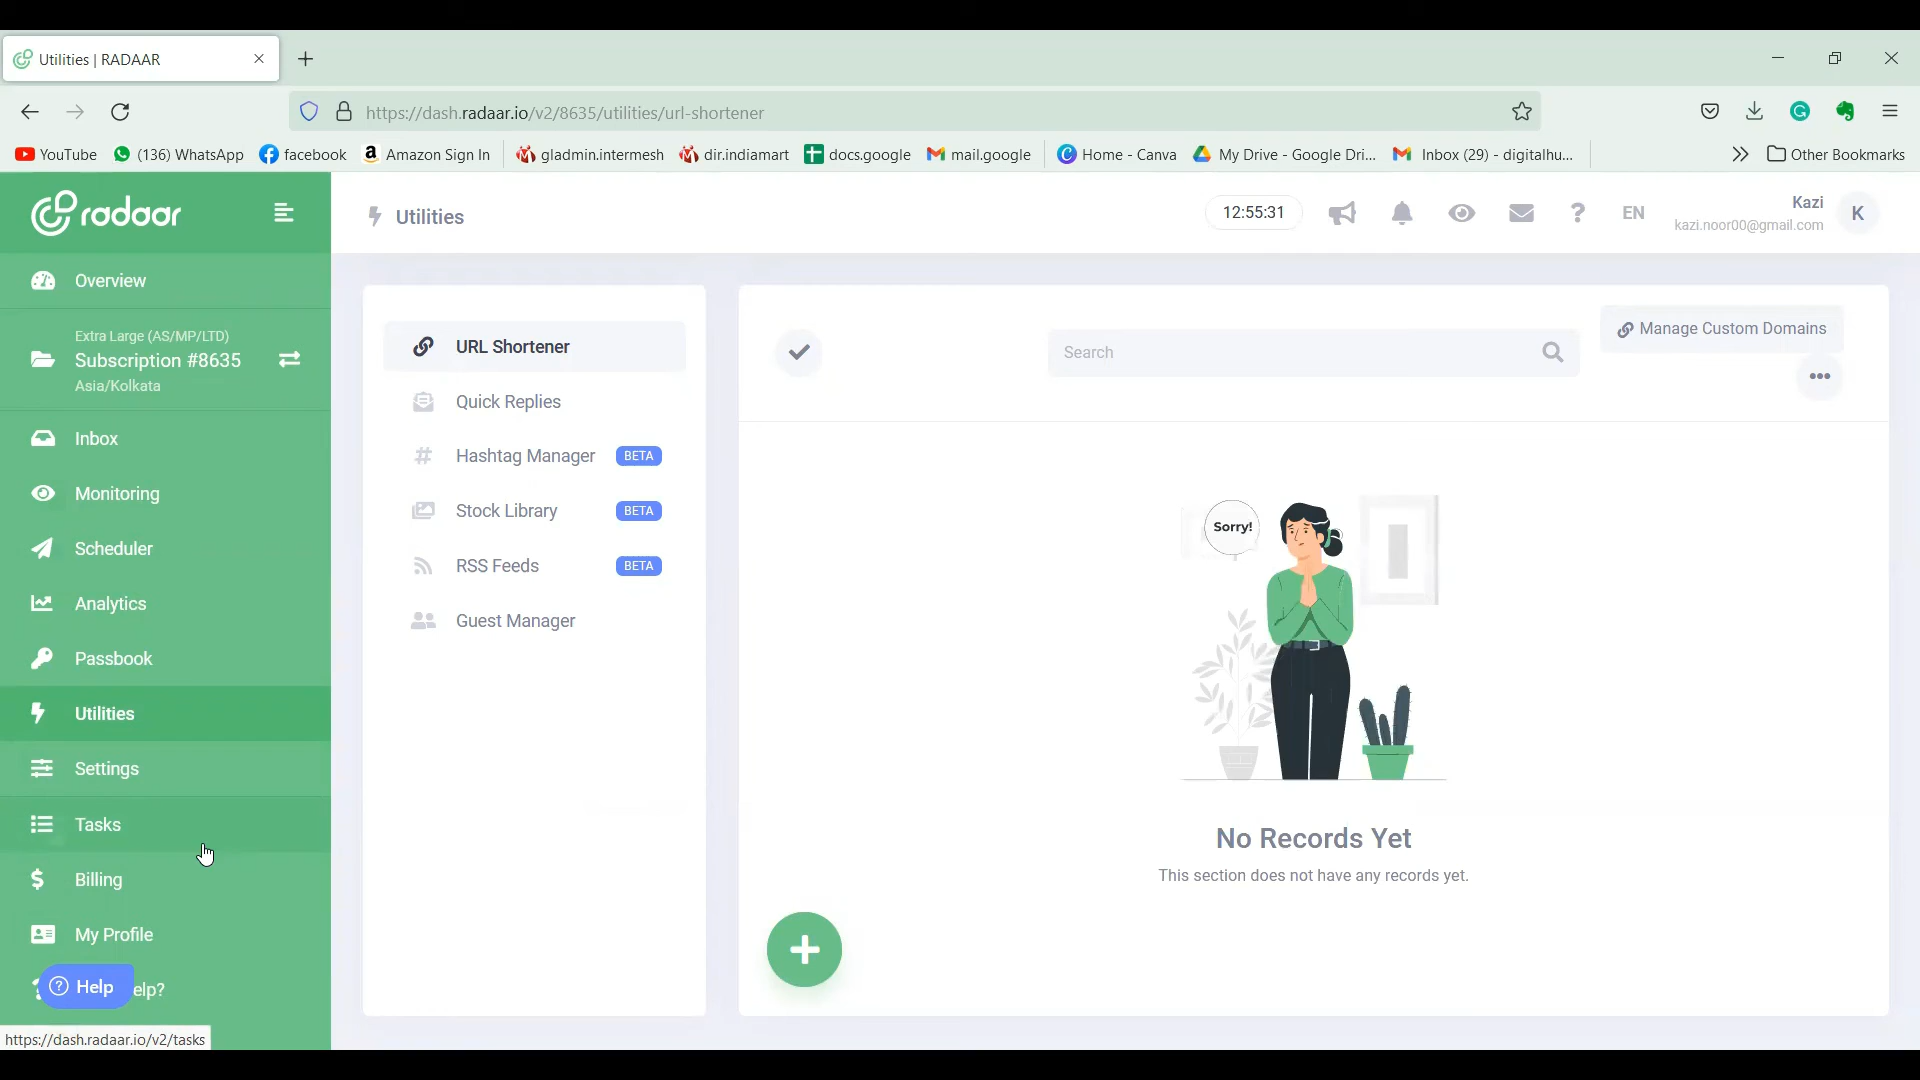 Utilities | RADAAR
https://dash.radaar.io/v2/8635/utilities/url-shortener
YouTube
(136) WhatsApp
facebook
Amazon Sign In
gladmin.intermesh
dir.indiamart
docs.google
mail.google
Home - Canva
My Drive - Google Dri...
Inbox (29) - digitalhu...
Other Bookmarks
radaar
Utilities
12:55:31
EN
Kazi
kazi.noor00@gmail.com
K
Overview
Extra Large (AS/MP/LTD)
Subscription #8635
Asia/Kolkata
Inbox
Monitoring
Scheduler
Analytics
Passbook
Utilities
Settings
Tasks
Billing
My Profile
Help
elp?
https://dash.radaar.io/v2/tasks
URL Shortener
Quick Replies
Hashtag Manager BETA
Stock Library BETA
RSS Feeds BETA
Guest Manager
Search
Manage Custom Domains
Sorry!
No Records Yet
This section does not have any records yet.